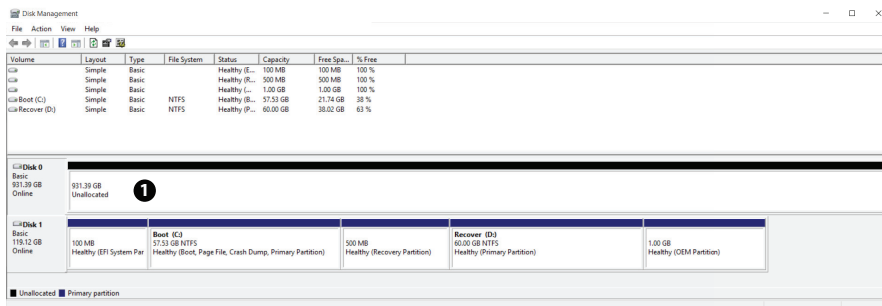 Disk Management
File Action View Help
Volume Layout Type File System Status Capacity Free Spa... % Free
Simple Basic Healthy (E... 100 MB 100 MB 100 %
Simple Basic Healthy (R... 500 MB 500 MB 100 %
Simple Basic Healthy (... 1.00 GB 1.00 GB 100 %
Boot (C:) Simple Basic NTFS Healthy (B... 57.53 GB 21.74 GB 38 %
Recover (D:) Simple Basic NTFS Healthy (P... 60.00 GB 38.02 GB 63 %
Disk 0
Basic
931.39 GB
Online
931.39 GB
Unallocated
1
Disk 1
Basic
119.12 GB
Online
100 MB
Healthy (EFI System Par
Boot (C:)
57.53 GB NTFS
Healthy (Boot, Page File, Crash Dump, Primary Partition)
500 MB
Healthy (Recovery Partition)
Recover (D:)
60.00 GB NTFS
Healthy (Primary Partition)
1.00 GB
Healthy (OEM Partition)
Unallocated Primary partition